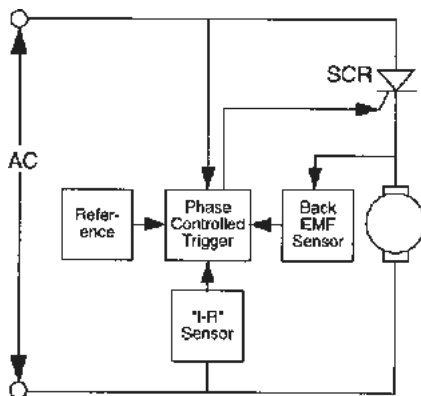 SCR
AC
Refer-
ence
Phase
Controlled
Trigger
Back
EMF
Sensor
"I-R"
Sensor